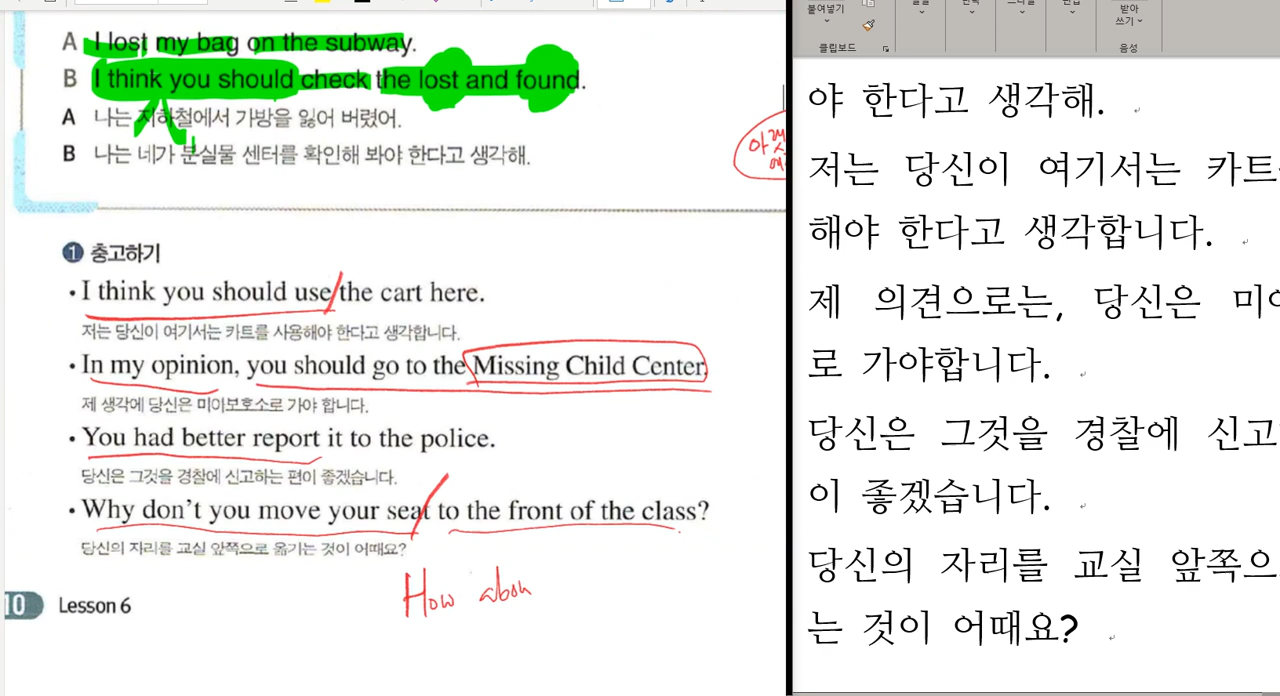 A I lost my bag on the subway.
B I think you should check the lost and found.
A 나는 지하철에서 가방을 잃어 버렸어.
B 나는 네가 분실물 센터를 확인해 봐야 한다고 생각해.
1 충고하기
• I think you should use the cart here.
저는 당신이 여기서는 카트를 사용해야 한다고 생각합니다.
• In my opinion, you should go to the Missing Child Center.
제 생각에 당신은 미아보호소로 가야 합니다.
• You had better report it to the police.
당신은 그것을 경찰에 신고하는 편이 좋겠습니다.
• Why don't you move your seat to the front of the class?
당신의 자리를 교실 앞쪽으로 옮기는 것이 어때요?
How abou
10 Lesson 6
붙여넣기
받아
쓰기
클립보드
음성
야 한다고 생각해.
저는 당신이 여기서는 카트
해야 한다고 생각합니다.
제 의견으로는, 당신은 미아
로 가야합니다.
당신은 그것을 경찰에 신고
이 좋겠습니다.
당신의 자리를 교실 앞쪽으
는 것이 어때요?